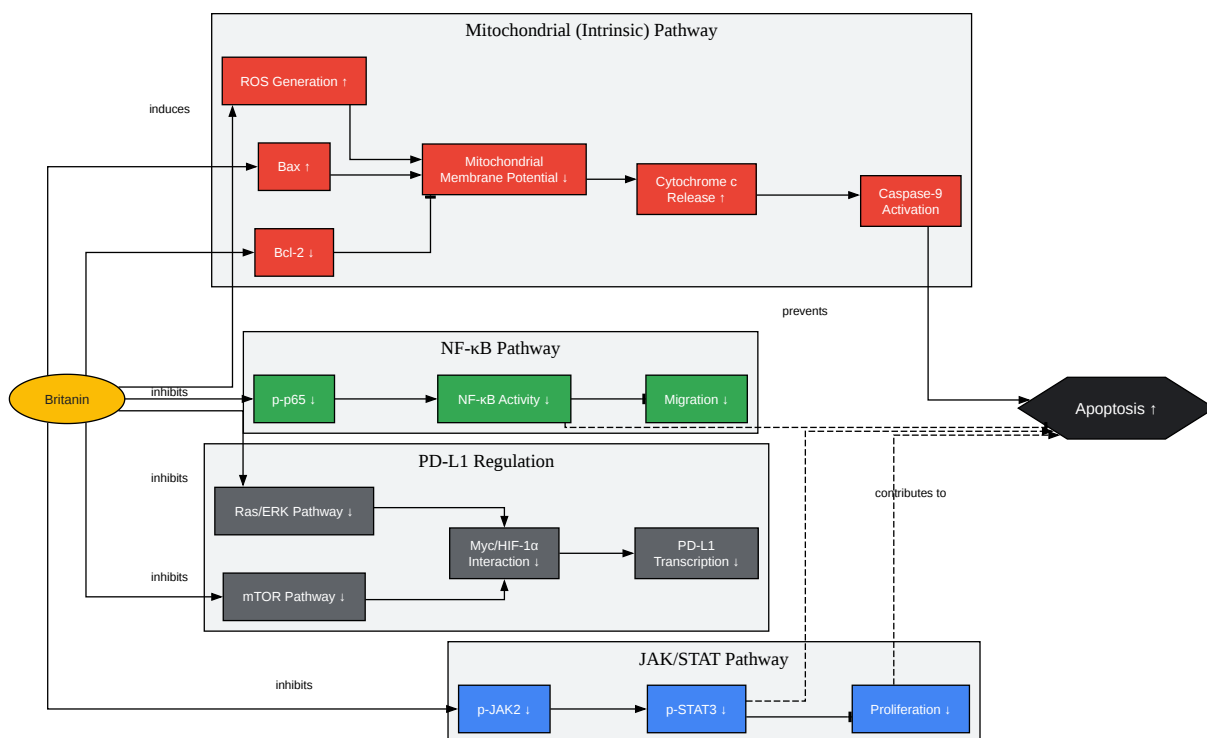 Mitochondrial (Intrinsic) Pathway
ROS Generation ↑
induces
Bax ↑
Mitochondrial
Membrane Potential ↓
Cytochrome c
Release ↑
Caspase-9
Activation
Bcl-2 ↓
prevents
NF-κB Pathway
Britanin
inhibits
p-p65 ↓
NF-κB Activity ↓
Migration ↓
Apoptosis ↑
PD-L1 Regulation
inhibits
Ras/ERK Pathway ↓
contributes to
Myc/HIF-1α
Interaction ↓
PD-L1
Transcription ↓
inhibits
mTOR Pathway ↓
JAK/STAT Pathway
inhibits
p-JAK2 ↓
p-STAT3 ↓
Proliferation ↓